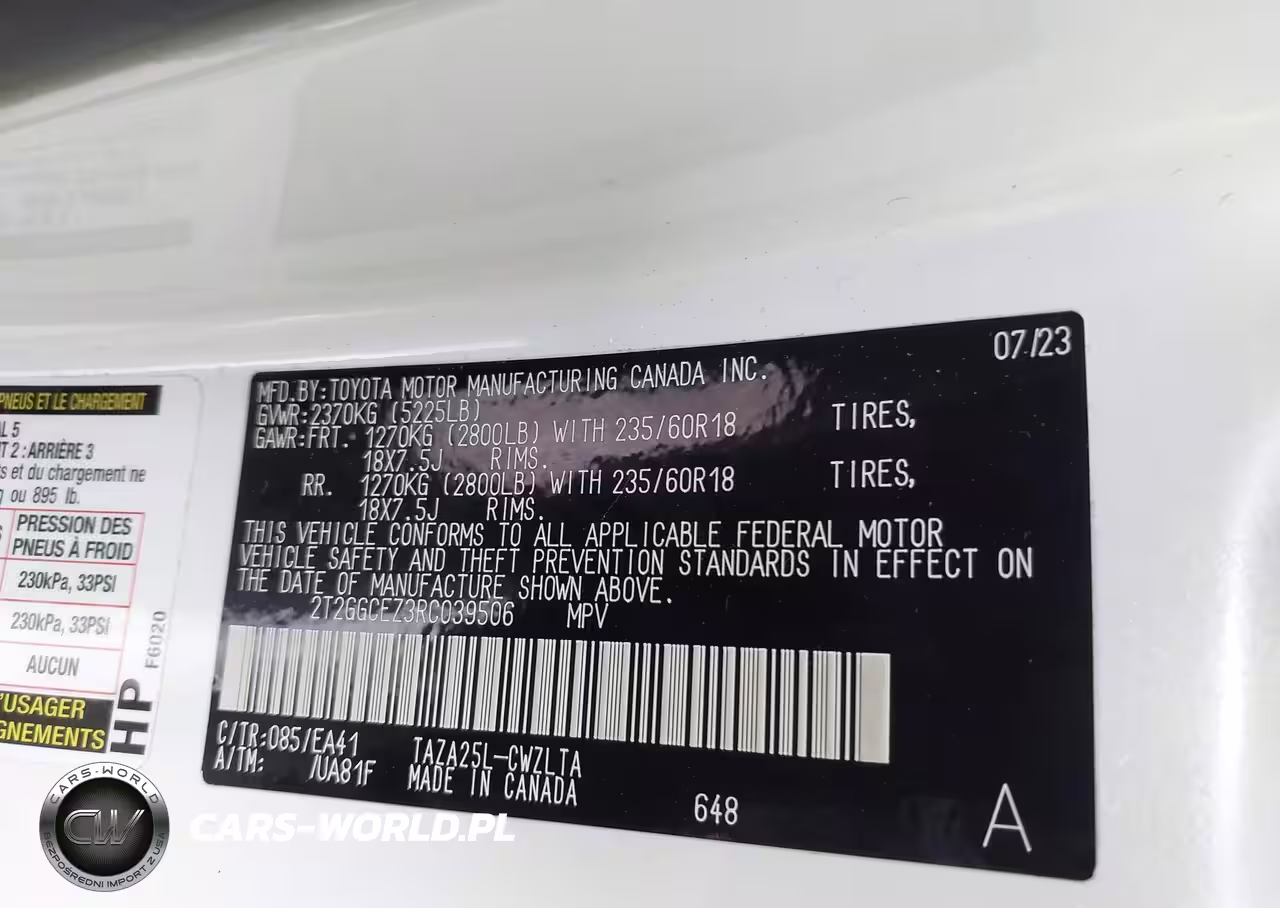 PNEUS ET LE CHARGEMENT
AL 5
T 2 : ARRIÈRE 3
s et du chargement ne
ou 895 lb.
PRESSION DES
PNEUS À FROID
230kPa, 33PSI
230kPa, 33PSI
AUCUN
'USAGER
GNEMENTS
HP
F6020
07/23
MFD.BY:TOYOTA MOTOR MANUFACTURING CANADA INC.
GVWR:2370KG (5225LB)
GAWR:FRT. 1270KG (2800LB) WITH 235/60R18 TIRES,
18X7.5J RIMS.
RR. 1270KG (2800LB) WITH 235/60R18 TIRES,
18X7.5J RIMS.
THIS VEHICLE CONFORMS TO ALL APPLICABLE FEDERAL MOTOR
VEHICLE SAFETY AND THEFT PREVENTION STANDARDS IN EFFECT ON
THE DATE OF MANUFACTURE SHOWN ABOVE.
2T2GGCEZ3RC039506 MPV
C/TR:085/EA41 TAZA25L-CWZLTA
A/TM: /UA81F MADE IN CANADA
648
A
CARS-WORLD
CW
BEZPOŚREDNI IMPORT Z USA
CARS-WORLD.PL